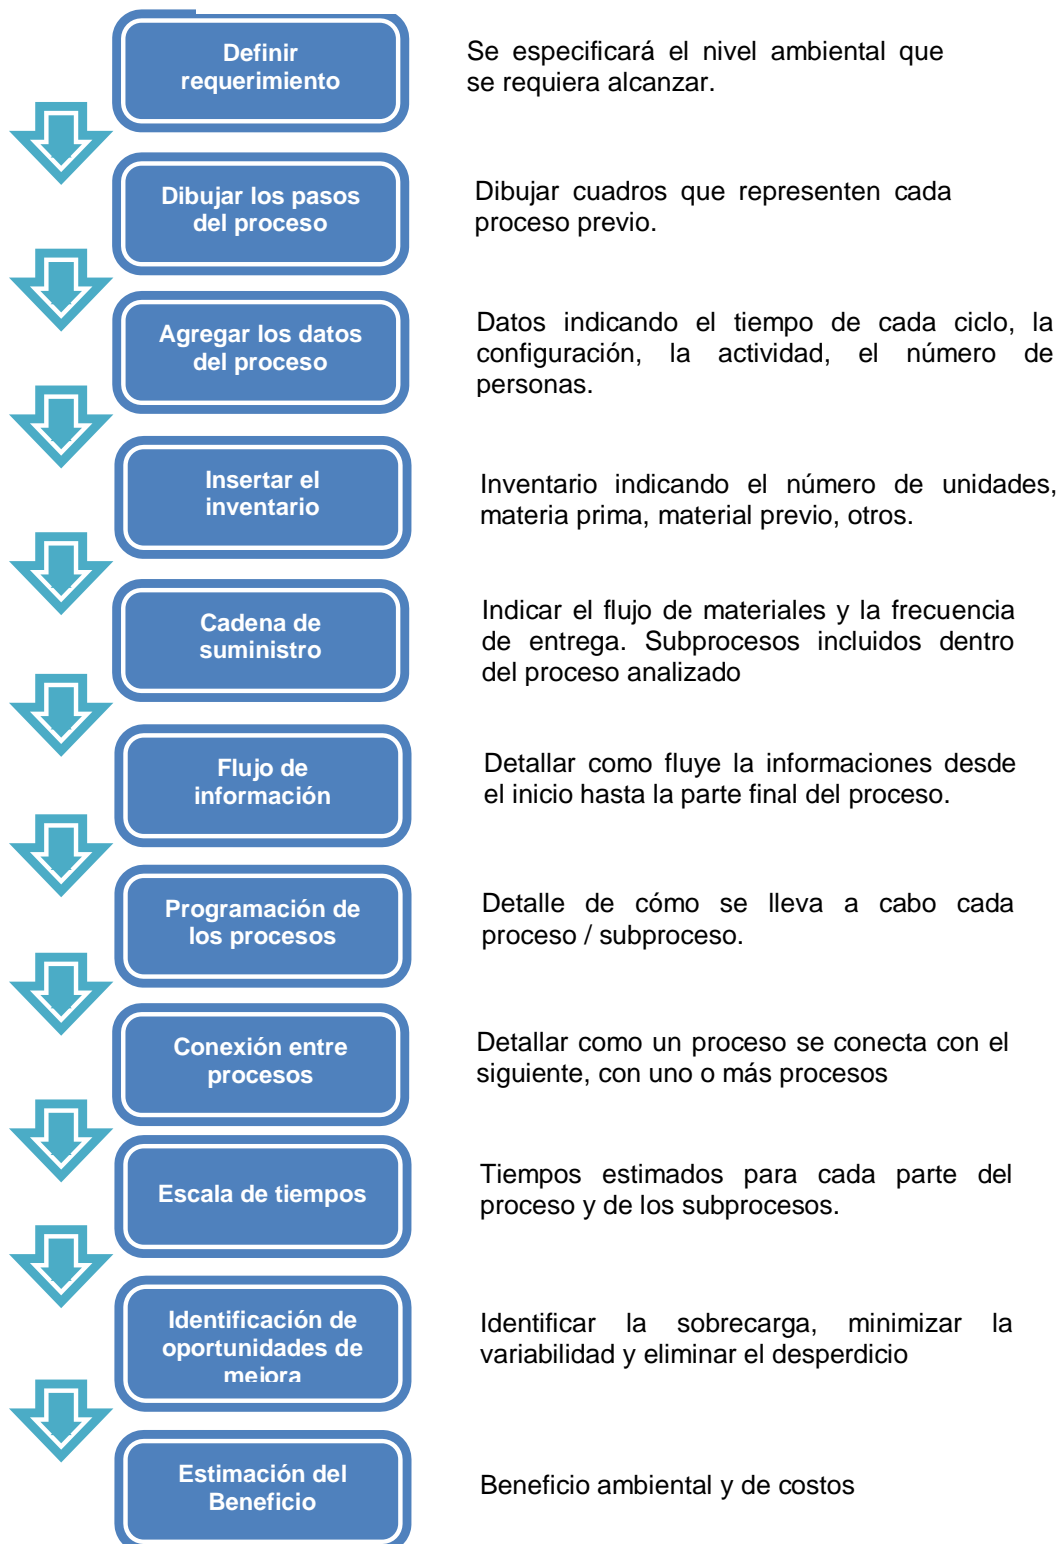 Definir
requerimiento
Se especificará el nivel ambiental que
se requiera alcanzar.
Dibujar los pasos
del proceso
Dibujar cuadros que representen cada
proceso previo.
Agregar los datos
del proceso
Datos indicando el tiempo de cada ciclo, la
configuración, la actividad, el número de
personas.
Insertar el
inventario
Inventario indicando el número de unidades,
materia prima, material previo, otros.
Cadena de
suministro
Indicar el flujo de materiales y la frecuencia
de entrega. Subprocesos incluidos dentro
del proceso analizado
Flujo de
información
Detallar como fluye la informaciones desde
el inicio hasta la parte final del proceso.
Programación de
los procesos
Detalle de cómo se lleva a cabo cada
proceso / subproceso.
Conexión entre
procesos
Detallar como un proceso se conecta con el
siguiente, con uno o más procesos
Escala de tiempos
Tiempos estimados para cada parte del
proceso y de los subprocesos.
Identificación de
oportunidades de
mejora
Identificar la sobrecarga, minimizar la
variabilidad y eliminar el desperdicio
Estimación del
Beneficio
Beneficio ambiental y de costos